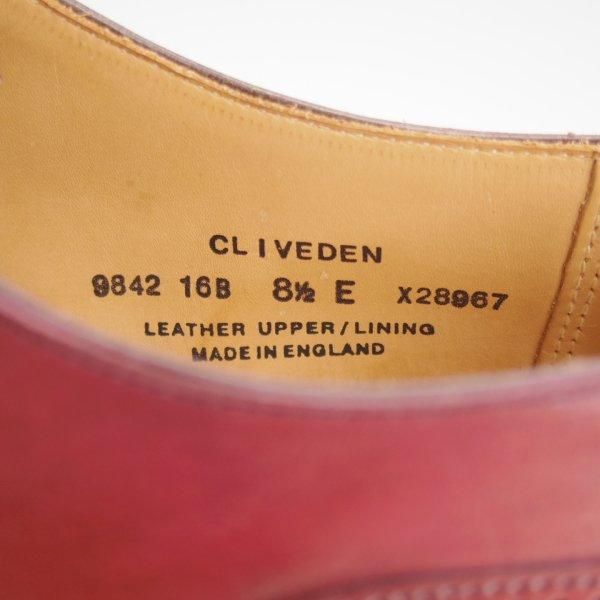 CLIVEDEN
9842 16B 8½ E X28967
LEATHER UPPER/LINING
MADE IN ENGLAND